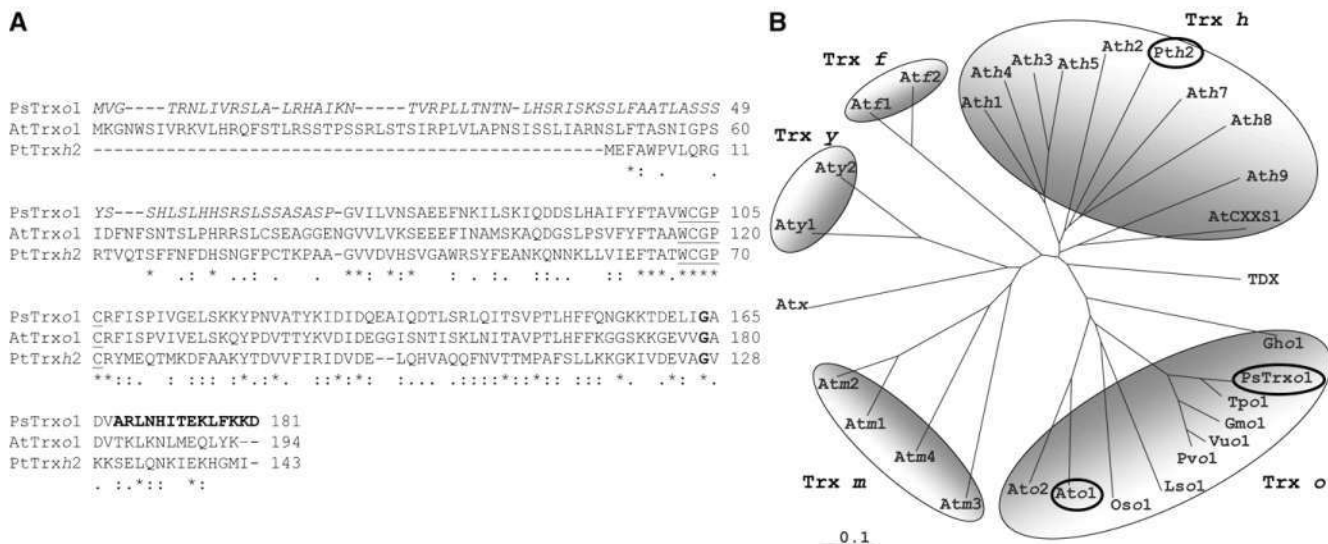 A
PsTrxo1 MVG----TRNLIVRSLA-LRHAIKN-----TVRPLLTNTN-LHSRISKSSLFAATLASSS 49
AtTrxo1 MKGNWSIVRKVLHRQFSTLRSSTPSSRLSTSIRPLVLAPNSISSLIARNSLFTASNIGPS 60
PtTrxh2 ------------------------------------------MEFAWPVLQRG 11
*: . .
PsTrxo1 YS---SHLSLHHSRSLSSASASP-GVILVNSAEEFNKILSKIQDDSLHAIFYFTAVWCGP 105
AtTrxo1 IDFNFSNTSLPHRRSLCSEAGGENGVVLVKSEEEFINAMSKAQDGSLPSVFYFTAAWCGP 120
PtTrxh2 RTVQTSFFNFDHSNGFPCTKPAA-GVVDVHSVGAWRSYFEANKQNNKLLVIEFTATWCGP 70
* .: * .: . . **: *.* : . :. ::.. :: ***.****
PsTrxo1 CRFISPIVGELSKKYPNVATYKIDIDQEAIQDTLSRLQITSVPTLHFFQNGKKTDELIGA 165
AtTrxo1 CRFISPVIVELSKQYPDVTTYKVDIDEGGISNTISKLNITAVPTLHFFKGGSKKGEVVGA 180
PtTrxh2 CRYMEQTMKDFAAKYTDVVFIRIDVDE--LQHVAQQFNVTTMPAFSLLKKGKIVDEVAGV 128
**::. : ::: :*.:*. ::*:*: :.... .::::*::*:: ::: *. .*: *.
PsTrxo1 DVARLNHITEKLFKKD 181
AtTrxo1 DVTKLKNLMEQLYK-- 194
PtTrxh2 KKSELQNKIEKHGMI- 143
. :.*:: *:
B
Trx h
Trx f
Trx y
Trx m
Trx o
Atf1
Atf2
Ath1
Ath4
Ath3
Ath5
Ath2
Pth2
Ath7
Ath8
Ath9
AtCXXS1
Aty2
Aty1
Atx
TDX
Atm2
Atm1
Atm4
Atm3
Gho1
PsTrxo1
Tpo1
Gmo1
Vuo1
Pvo1
Lso1
Oso1
Ato1
Ato2
0.1